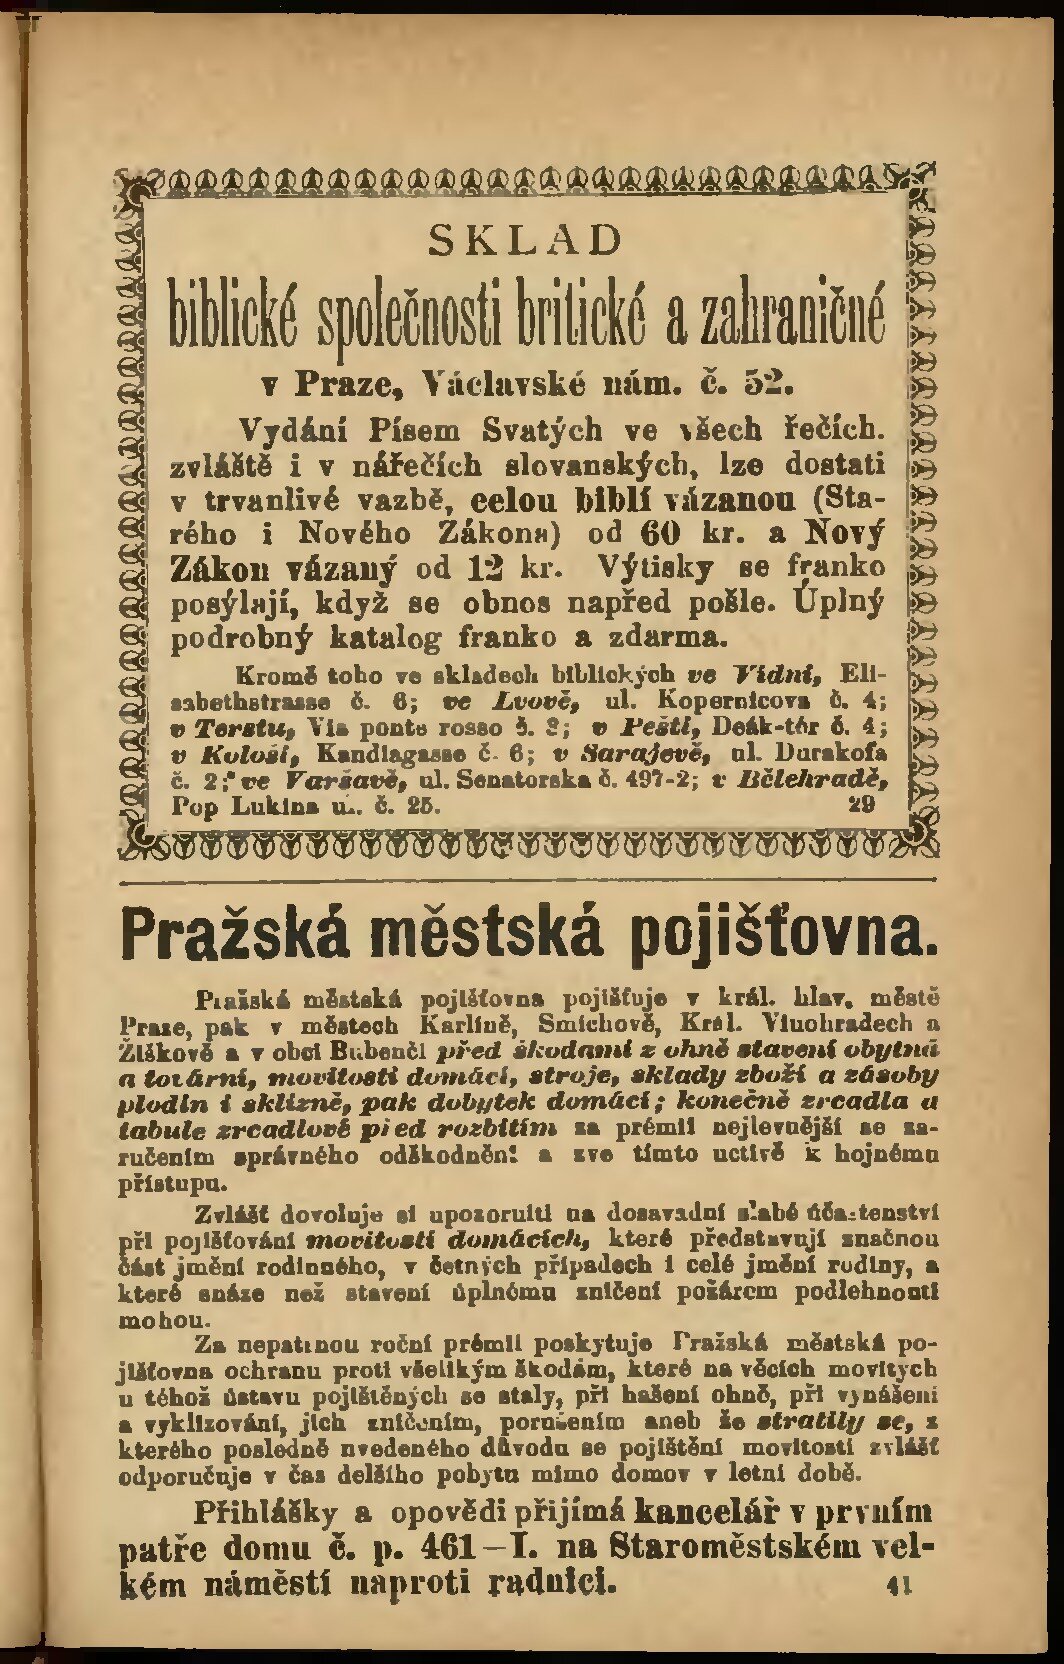 SKLAD
biblické společnosti britické a zahraničné
v Praze, Václavské nám. č. 52.
Vydání Písem Svatých ve všech řečích.
zvláště i v nářečích slovanských, lze dostati
v trvanlivé vazbě, celou biblí vázanou (Sta-
rého i Nového Zákona) od 60 kr. a Nový
Zákon vázaný od 12 kr. Výtisky se franko
posýlají, když se obnos napřed pošle. Úplný
podrobný katalog franko a zdarma.
Kromě toho ve skladech biblických ve Vídni, Eli-
sabethstrasse č. 6; ve Lvově, ul. Kopernicova č. 4;
v Terstu, Via ponte rosso č. 2; v Pešti, Deák-tér č. 4;
v Kološi, Kandiagasse č. 6; v Sarajevě, ul. Durakofa
č. 2; ve Varšavě, ul. Senatorska č. 497-2; v Bělehradě,
Pop Lukina ul. č. 25. 29
Pražská městská pojišťovna.
Pražská městská pojišťovna pojišťuje v král. hlav. městě
Praze, pak v městech Karlíně, Smíchově, Král. Vinohradech a
Žižkově a v obci Bubenči před škodami z ohně stavení obytná
a tovární, movitosti domácí, stroje, sklady zboží a zásoby
plodin i sklizně, pak dobytek domácí; konečně zrcadla a
tabule zrcadlové před rozbitím za prémii nejlevnější se za-
ručením správného odškodnění a zve tímto uctivě k hojnému
přístupu.
Zvlášť dovoluje si upozorniti na dosavadní slabé účastenství
při pojišťování movitostí domácích, které představují značnou
část jmění rodinného, v četných případech i celé jmění rodiny, a
které snáze než stavení úplnému zničení požárem podlehnouti
mohou.
Za nepatrnou roční prémii poskytuje Pražská městská po-
jišťovna ochranu proti všelikým škodám, které na věcích movitých
u téhož ústavu pojištěných se staly, při hašení ohně, při vynášení
a vyklizování, jich zničením, porušením aneb že stratily se, z
kterého posledně uvedeného důvodu se pojištění movitostí zvlášť
odporučuje v čas delšího pobytu mimo domov v letní době.
Přihlášky a opovědi přijímá kancelář v prvním
patře domu č. p. 461–I. na Staroměstském vel-
kém náměstí naproti radnici. 41